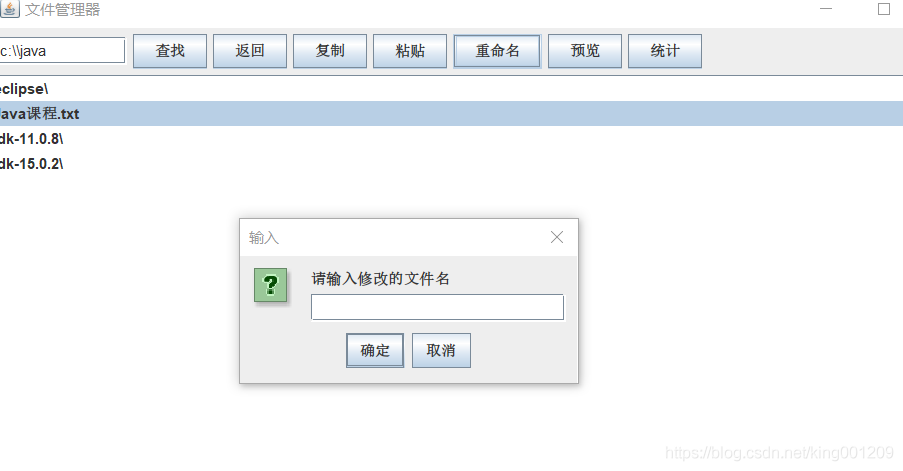 文件管理器
c:\\java
查找 返回 复制 粘贴 重命名 预览 统计
eclipse\
Java课程.txt
dk-11.0.8\
dk-15.0.2\
输入
请输入修改的文件名
确定 取消
https://blog.csdn.net/king001209